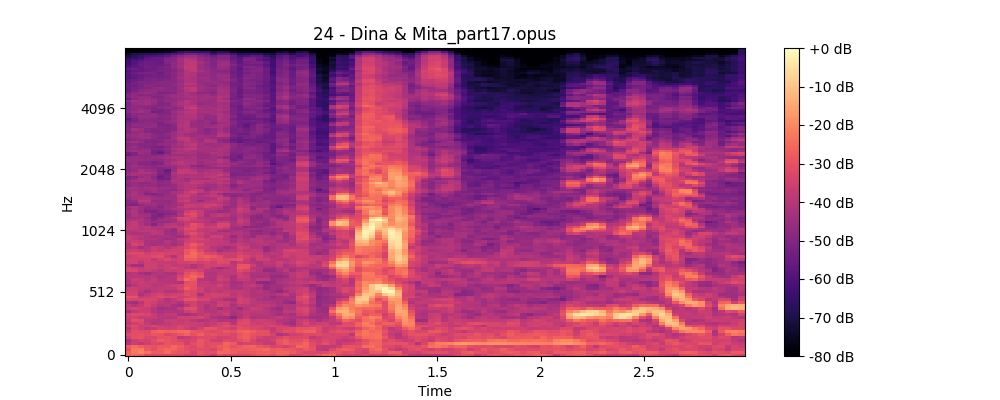 24 - Dina & Mita_part17.opus
Hz
4096
2048
1024
512
0
0
0.5
1
1.5
2
2.5
Time
+0 dB
-10 dB
-20 dB
-30 dB
-40 dB
-50 dB
-60 dB
-70 dB
-80 dB